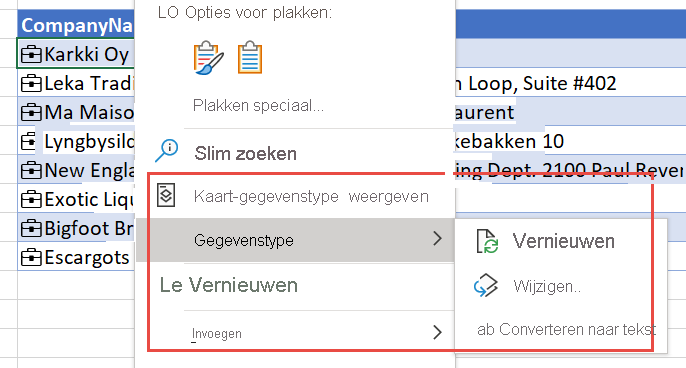 LO Opties voor plakken:
CompanyNa
Karkki Oy
Leka Tradi n Loop, Suite #402
Plakken speciaal...
Ma Maiso aurent
Lyngbysild kebakken 10
Slim zoeken
New Engla ing Dept. 2100 Paul Rever
Exotic Liqu
Kaart-gegevenstype weergeven
Bigfoot Br
Gegevenstype
Vernieuwen
Escargots
Le Vernieuwen
Wijzigen..
Invoegen
ab Converteren naar tekst